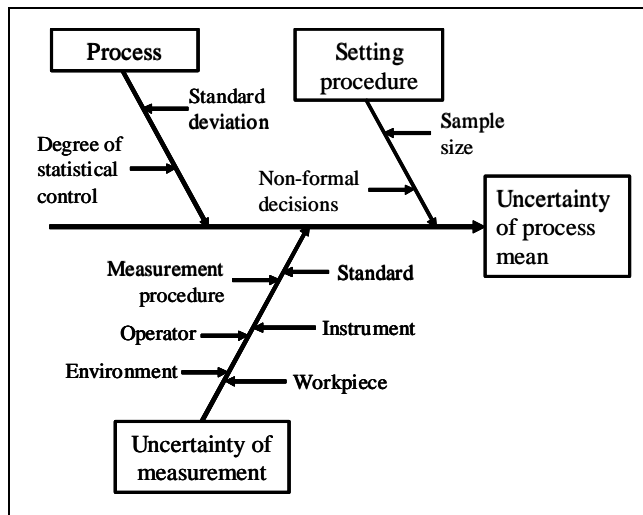 Process
Setting
procedure
Standard
deviation
Degree of
statistical
control
Sample
size
Non-formal
decisions
Uncertainty
of process
mean
Measurement
procedure
Standard
Operator
Instrument
Environment
Workpiece
Uncertainty of
measurement